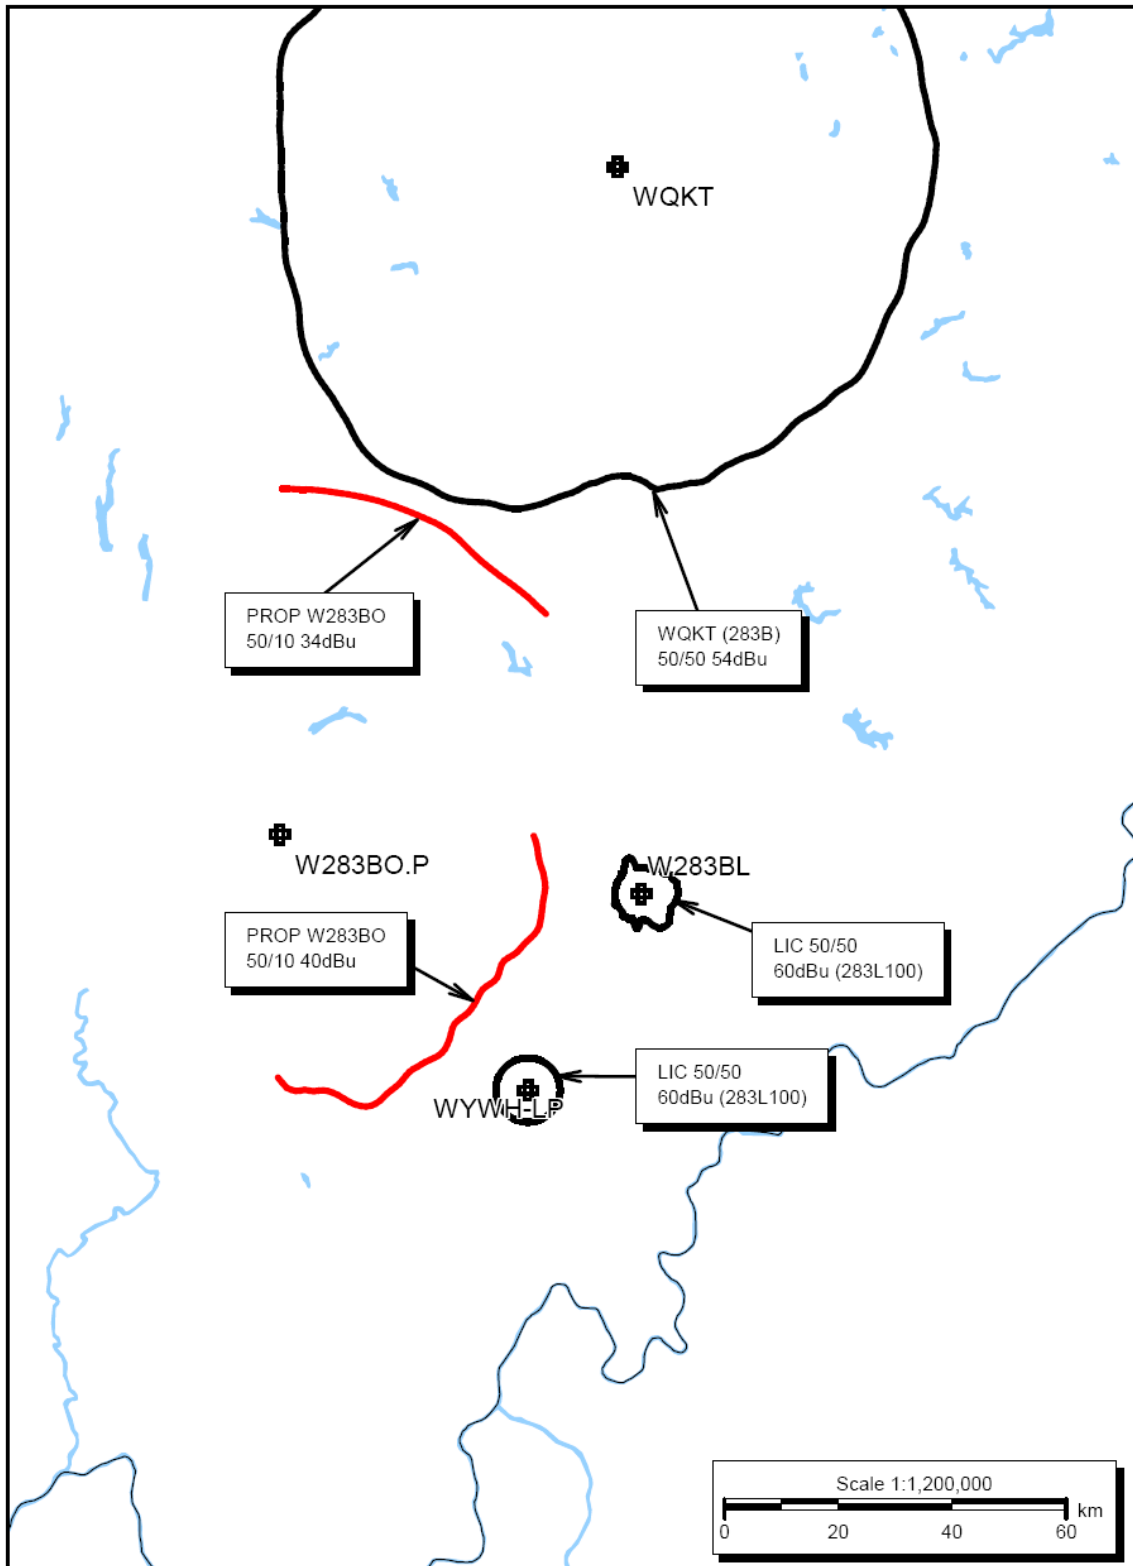 WQKT
PROP W283BO
50/10 34dBu
WQKT (283B)
50/50 54dBu
W283BO.P
W283BL
PROP W283BO
50/10 40dBu
LIC 50/50
60dBu (283L100)
LIC 50/50
60dBu (283L100)
WYWH-LP
Scale 1:1,200,000
km
0 20 40 60